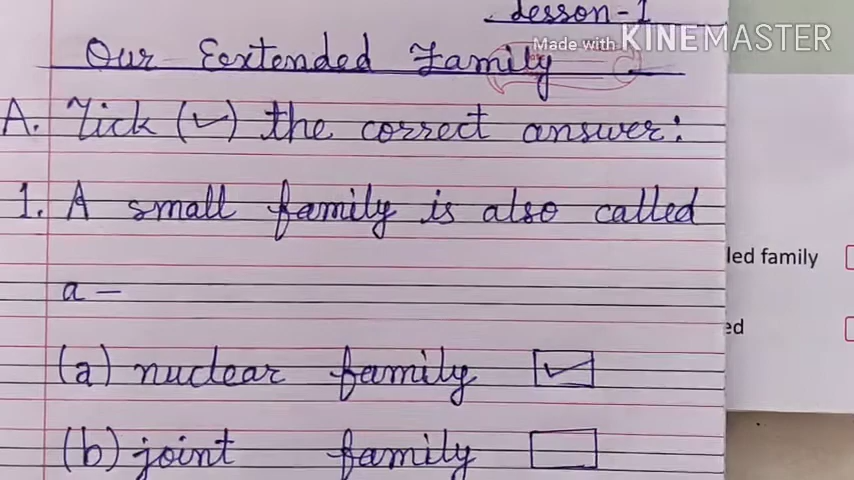 Lesson-1
Made with KINEMASTER
Our Eextended Family
A. Tick (✓) the correct answer:
1. A small family is also called
led family
a —
ed
(a) nuclear family ✓
(b) joint family